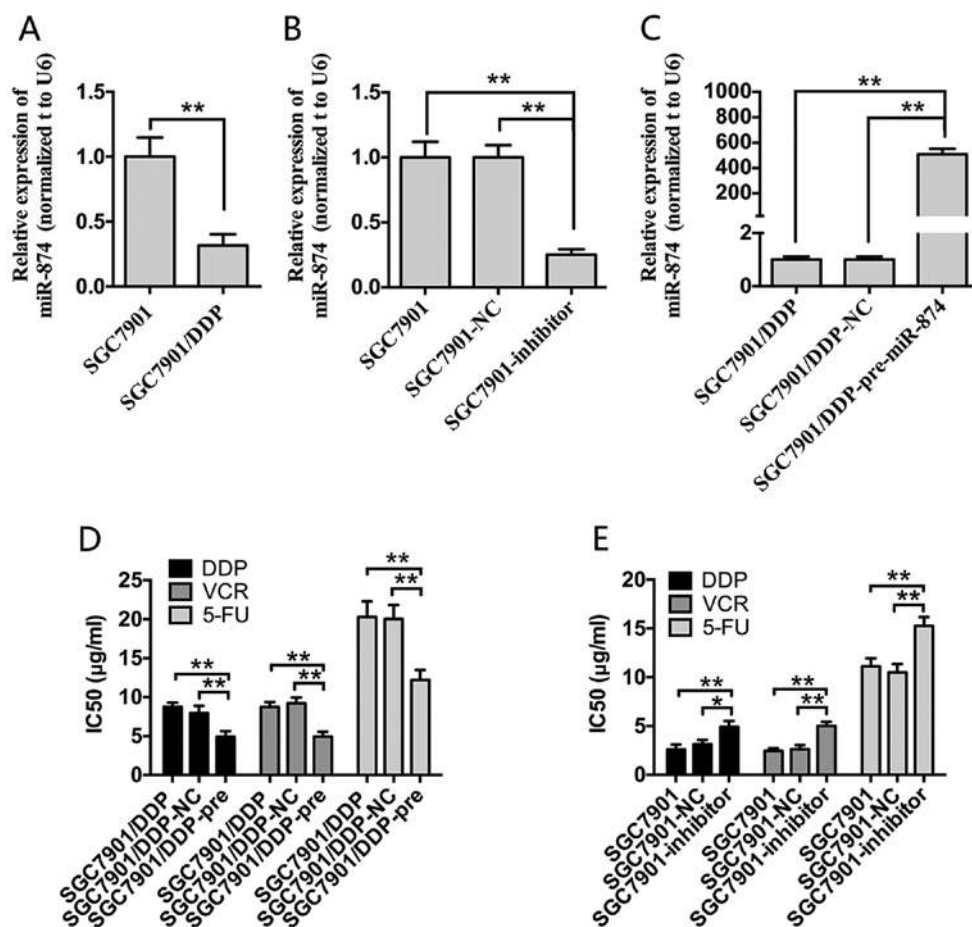 A
Relative expression of
miR-874 (normalized t to U6)
1.5
1.0
0.5
0.0
**
SGC7901
SGC7901/DDP
B
Relative expression of
miR-874 (normalized t to U6)
1.5
1.0
0.5
0.0
**
**
SGC7901
SGC7901-NC
SGC7901-inhibitor
C
Relative expression of
miR-874 (normalized t to U6)
1000
800
600
400
200
2
1
0
**
**
SGC7901/DDP
SGC7901/DDP-NC
SGC7901/DDP-pre-miR-874
D
DDP
VCR
5-FU
IC50 (μg/ml)
25
20
15
10
5
0
**
**
**
**
**
**
SGC7901/DDP
SGC7901/DDP-NC
SGC7901/DDP-pre
SGC7901/DDP
SGC7901/DDP-NC
SGC7901/DDP-pre
SGC7901/DDP
SGC7901/DDP-NC
SGC7901/DDP-pre
E
DDP
VCR
5-FU
IC50 (μg/ml)
20
15
10
5
0
**
*
**
**
**
**
SGC7901
SGC7901-NC
SGC7901-inhibitor
SGC7901
SGC7901-NC
SGC7901-inhibitor
SGC7901
SGC7901-NC
SGC7901-inhibitor